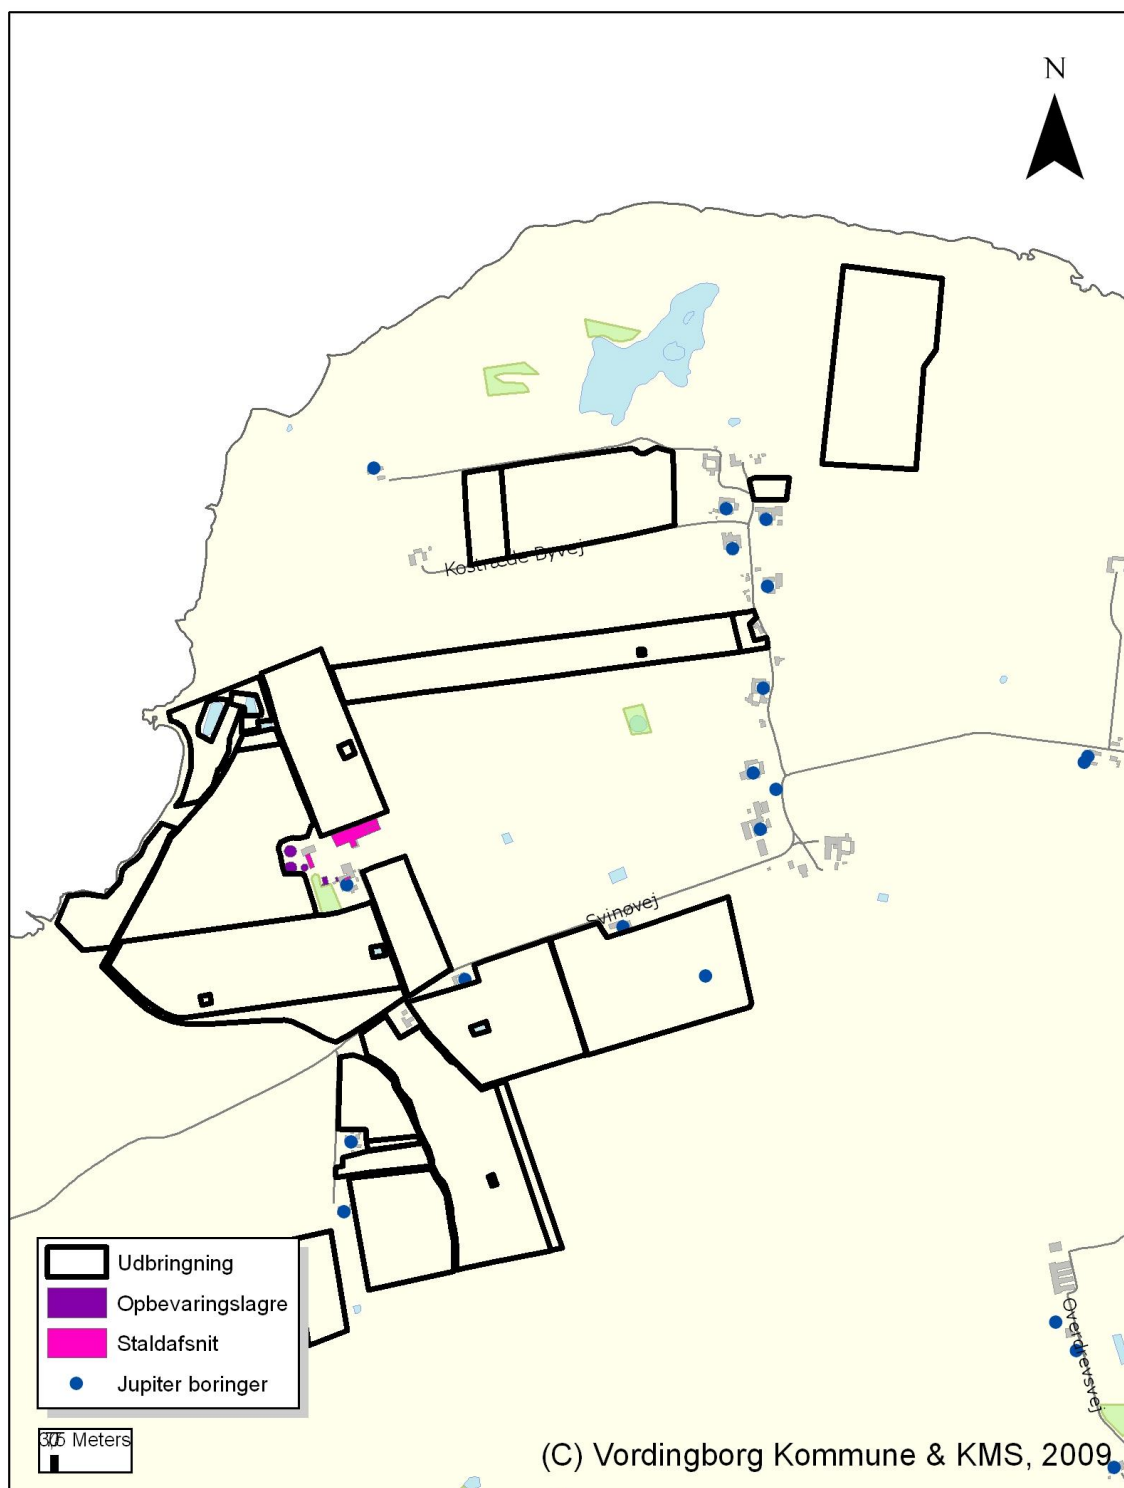 N
Kostræde Byvej
Svinøvej
Udbringning
Opbevaringslagre
Staldafsnit
Jupiter boringer
Overdrevsvej
Meters
(C) Vordingborg Kommune & KMS, 2009